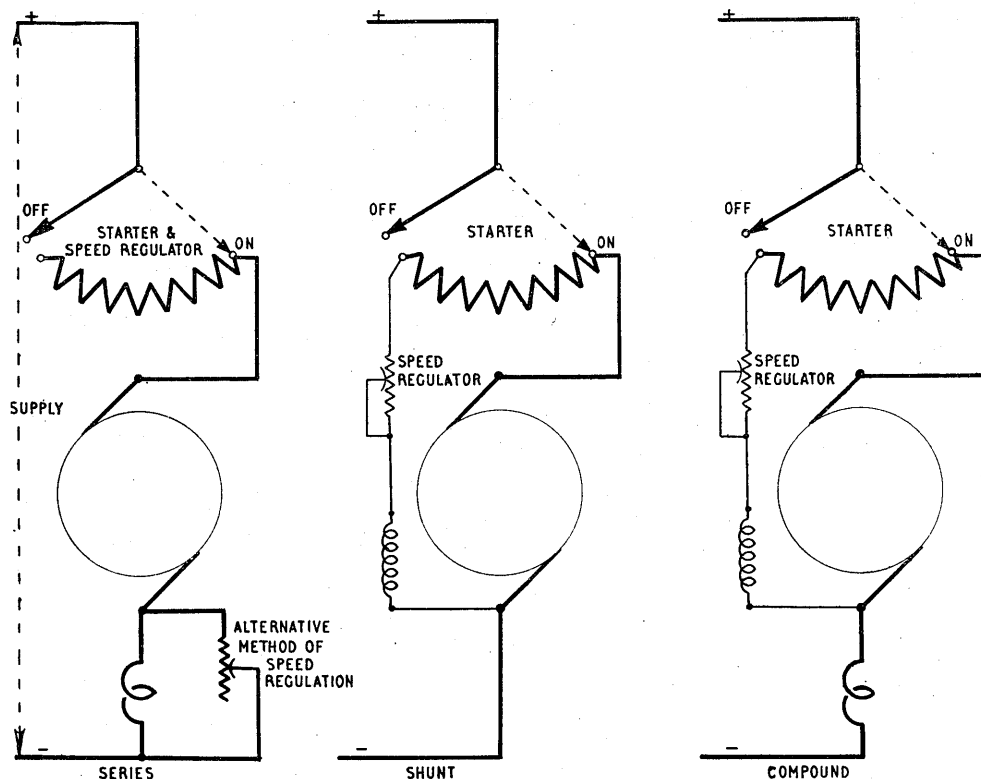 +
OFF
STARTER &
SPEED REGULATOR
ON
SUPPLY
ALTERNATIVE
METHOD OF
SPEED
REGULATION
-
SERIES
+
OFF
STARTER
ON
SPEED
REGULATOR
-
SHUNT
+
OFF
STARTER
ON
SPEED
REGULATOR
-
COMPOUND